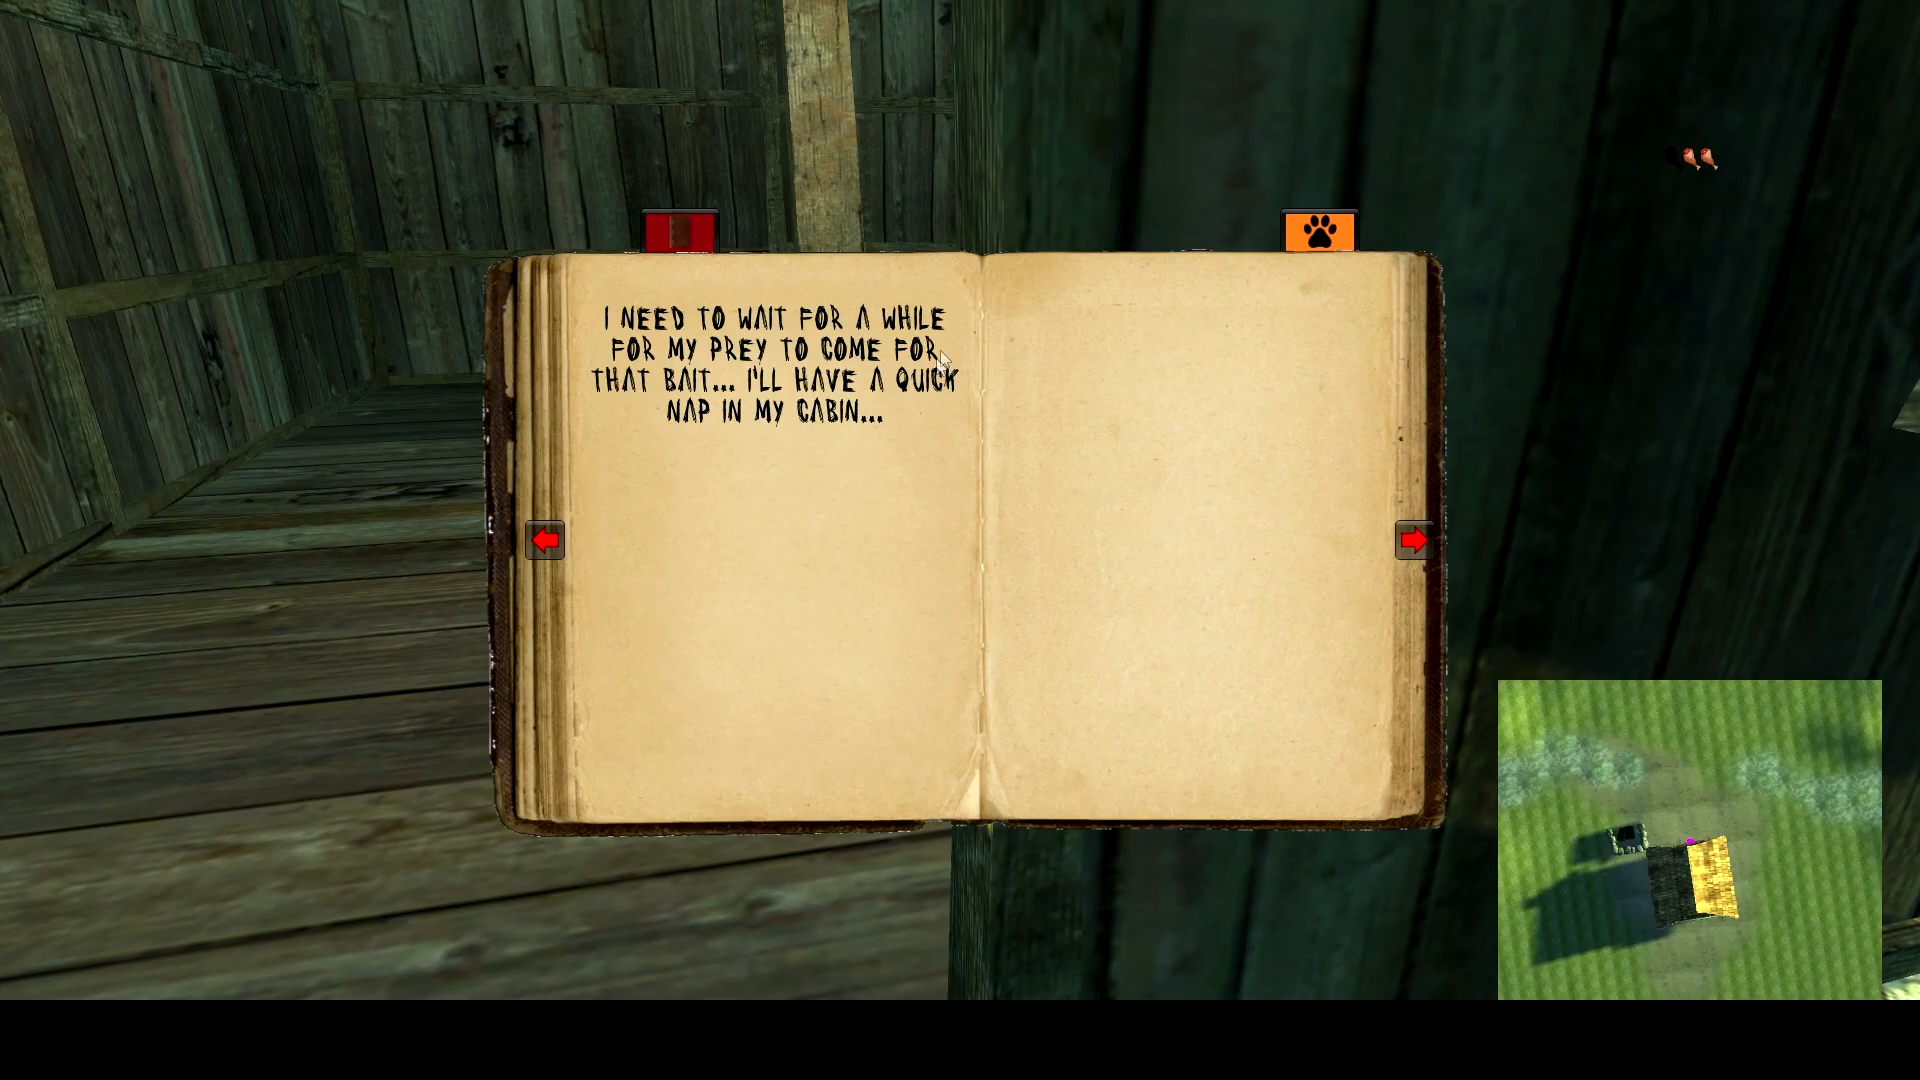 I NEED TO WAIT FOR A WHILE
FOR MY PREY TO COME FOR
THAT BAIT... I'LL HAVE A QUICK
NAP IN MY CABIN...